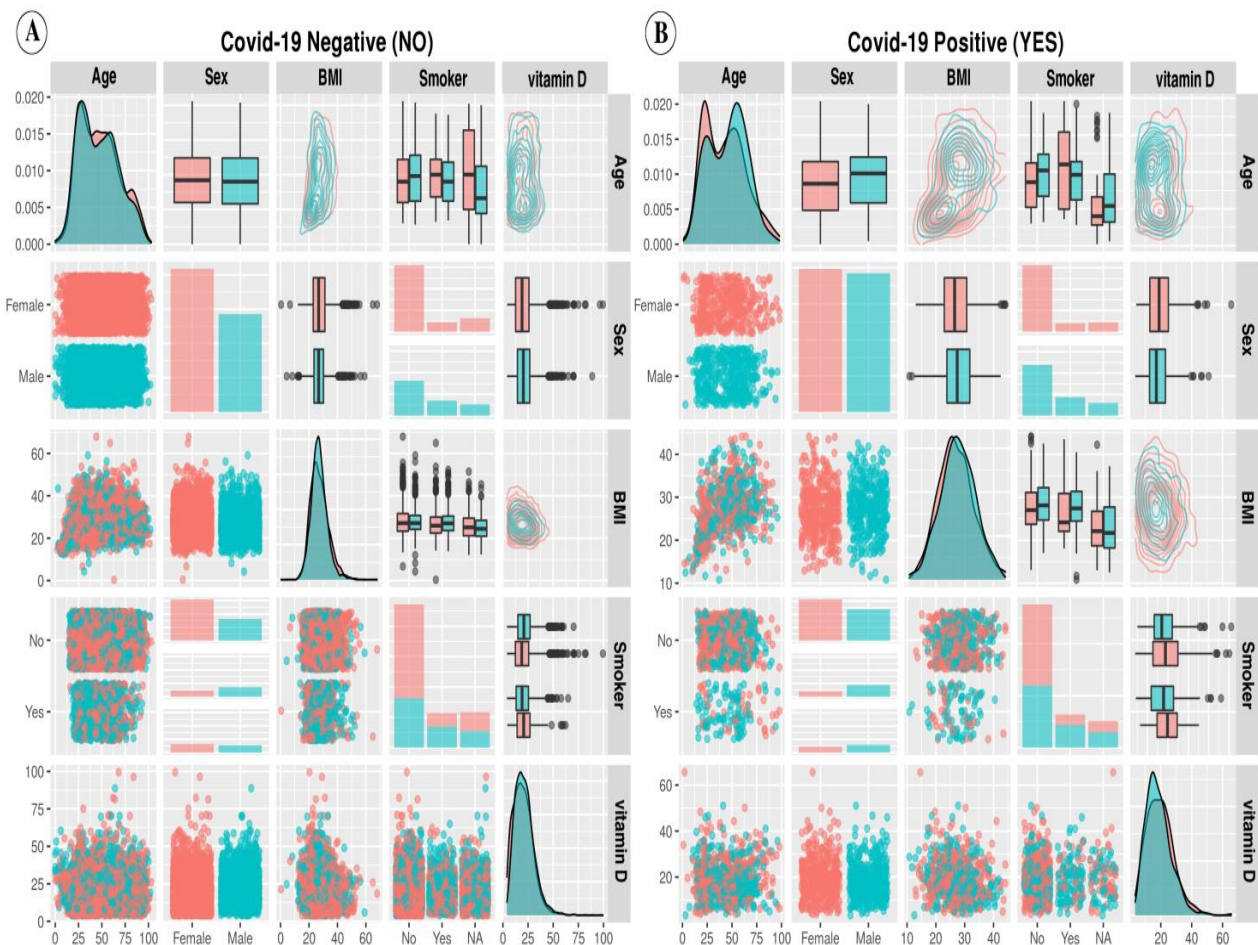 A
Covid-19 Negative (NO)
Age Sex BMI Smoker vitamin D
0.020
0.015
0.010
0.005
0.000
Age
Female
Male
Sex
60
40
20
0
BMI
No
Yes
Smoker
100
75
50
25
0
vitamin D
0 25 50 75 100 Female Male 0 20 40 60 No Yes NA 0 25 50 75 100
B
Covid-19 Positive (YES)
Age Sex BMI Smoker vitamin D
0.020
0.015
0.010
0.005
0.000
Age
Female
Male
Sex
40
30
20
10
BMI
No
Yes
Smoker
60
40
20
vitamin D
0 25 50 75 100 Female Male 10 20 30 40 No Yes NA 20 40 60